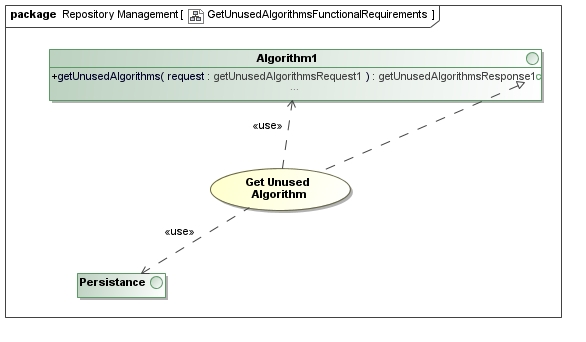 package Repository Management[ GetUnusedAlgorithmsFunctionalRequirements ]
Algorithm1
+getUnusedAlgorithms( request : getUnusedAlgorithmsRequest1 ) : getUnusedAlgorithmsResponse1
...
«use»
Get Unused
Algorithm
«use»
Persistance